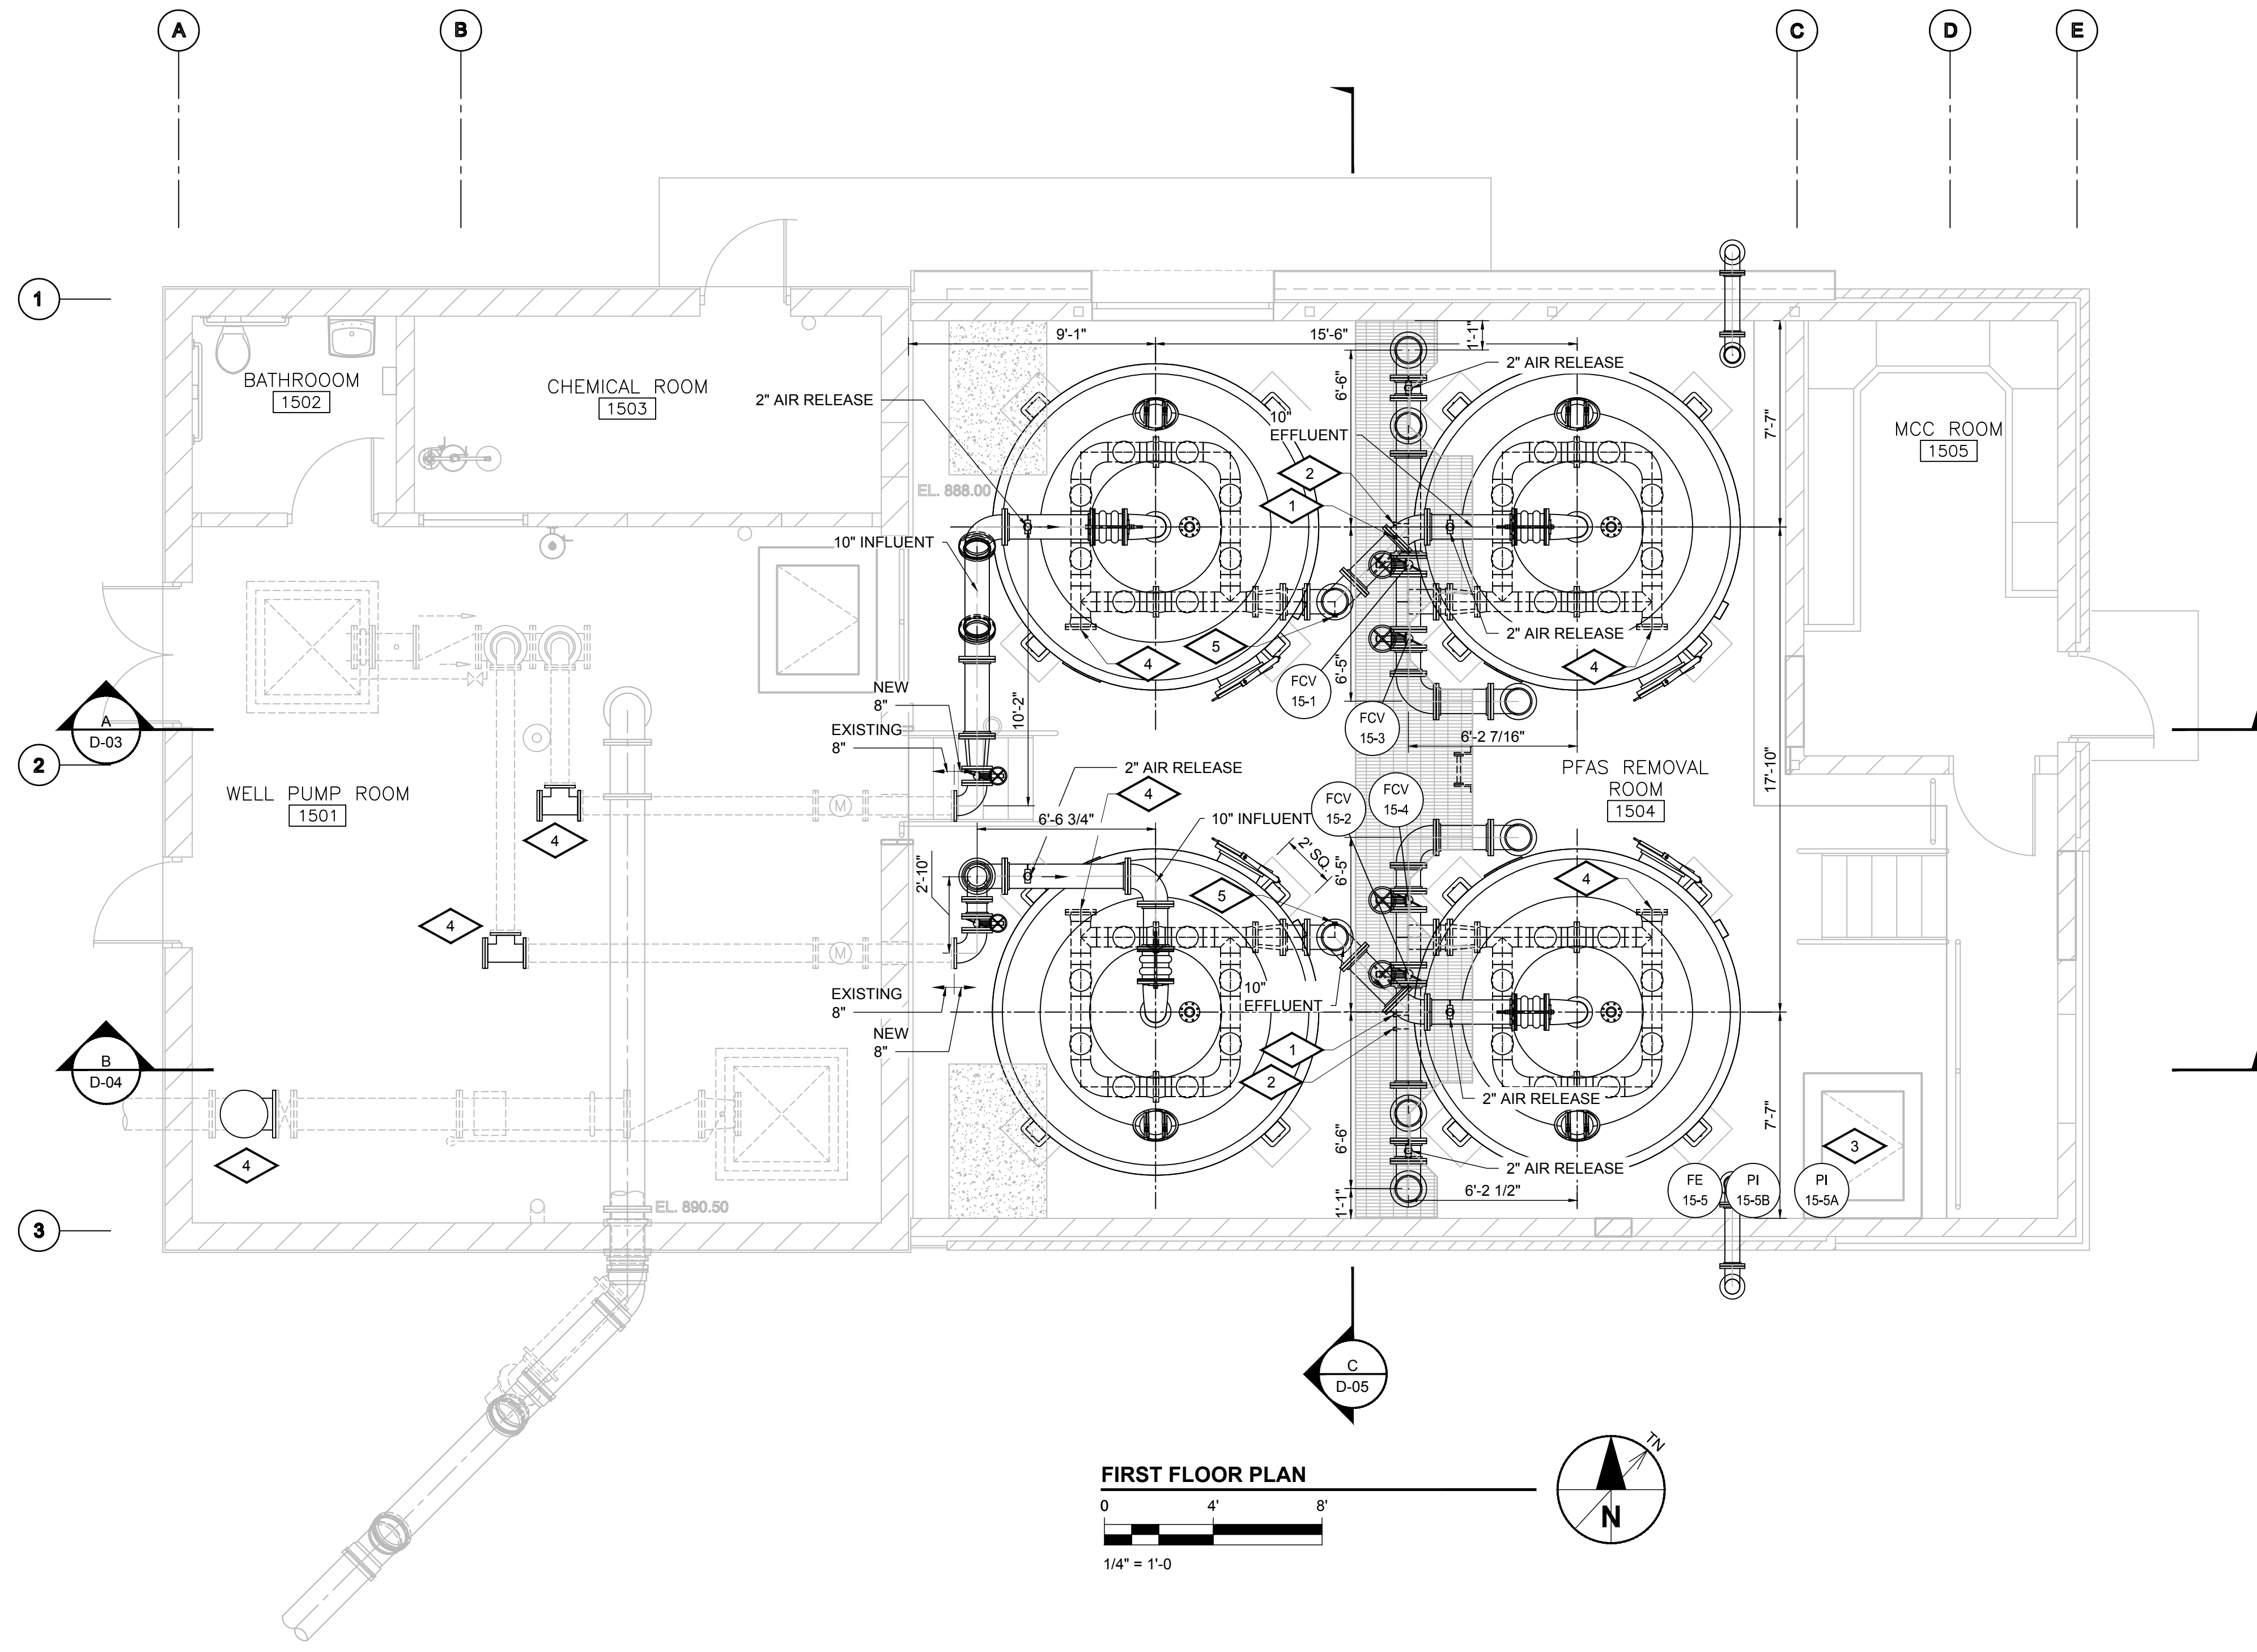 A
B
C
D
E
1
9'-1"
15'-6"
1'-1"
2" AIR RELEASE
BATHROOOM
1502
CHEMICAL ROOM
1503
2" AIR RELEASE
6'-6"
10"
EFFLUENT
7'-7"
MCC ROOM
1505
2
EL. 888.00
1
10" INFLUENT
2" AIR RELEASE
5
4
4
6'-5"
FCV
15-1
NEW
8"
10'-2"
FCV
15-3
A
D-03
EXISTING
8"
6'-2 7/16"
2
2" AIR RELEASE
4
PFAS REMOVAL
ROOM
1504
17'-10"
WELL PUMP ROOM
1501
M
FCV
15-2
FCV
15-4
6'-6 3/4"
10" INFLUENT
4
2' SQ.
6'-5"
2'-10"
5
4
4
M
EXISTING
8"
10"
EFFLUENT
NEW
8"
1
B
D-04
2
2" AIR RELEASE
7'-7"
4
6'-6"
3
2" AIR RELEASE
6'-2 1/2"
1'-1"
FE
15-5
PI
15-5B
PI
15-5A
EL. 890.50
3
C
D-05
FIRST FLOOR PLAN
0 4' 8'
1/4" = 1'-0
TN
N